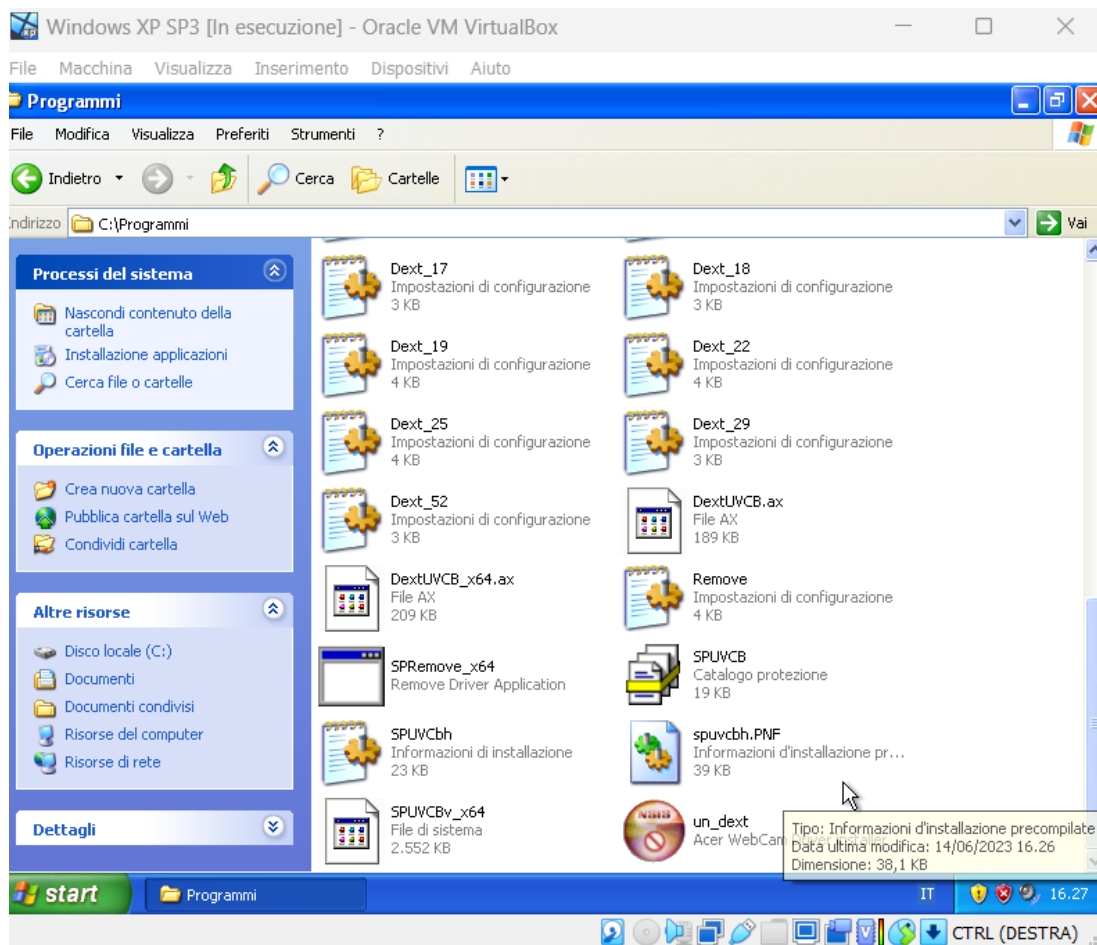 Windows XP SP3 [In esecuzione] - Oracle VM VirtualBox
File Macchina Visualizza Inserimento Dispositivi Aiuto
Programmi
File Modifica Visualizza Preferiti Strumenti ?
Indietro Cerca Cartelle
ndirizzo C:\Programmi Vai
Processi del sistema
Nascondi contenuto della
cartella
Installazione applicazioni
Cerca file o cartelle
Operazioni file e cartella
Crea nuova cartella
Pubblica cartella sul Web
Condividi cartella
Altre risorse
Disco locale (C:)
Documenti
Documenti condivisi
Risorse del computer
Risorse di rete
Dettagli
Dext_17
Impostazioni di configurazione
3 KB
Dext_18
Impostazioni di configurazione
3 KB
Dext_19
Impostazioni di configurazione
4 KB
Dext_22
Impostazioni di configurazione
4 KB
Dext_25
Impostazioni di configurazione
4 KB
Dext_29
Impostazioni di configurazione
3 KB
Dext_52
Impostazioni di configurazione
3 KB
DextUVCB.ax
File AX
189 KB
DextUVCB_x64.ax
File AX
209 KB
Remove
Impostazioni di configurazione
4 KB
SPRemove_x64
Remove Driver Application
SPUVCB
Catalogo protezione
19 KB
SPUVCbh
Informazioni di installazione
23 KB
spuvcbh.PNF
Informazioni d'installazione pr...
39 KB
SPUVCBv_x64
File di sistema
2.552 KB
NSIS
un_dext
Acer WebCam
Tipo: Informazioni d'installazione precompilate
Data ultima modifica: 14/06/2023 16.26
Dimensione: 38,1 KB
start Programmi IT 16.27
CTRL (DESTRA)